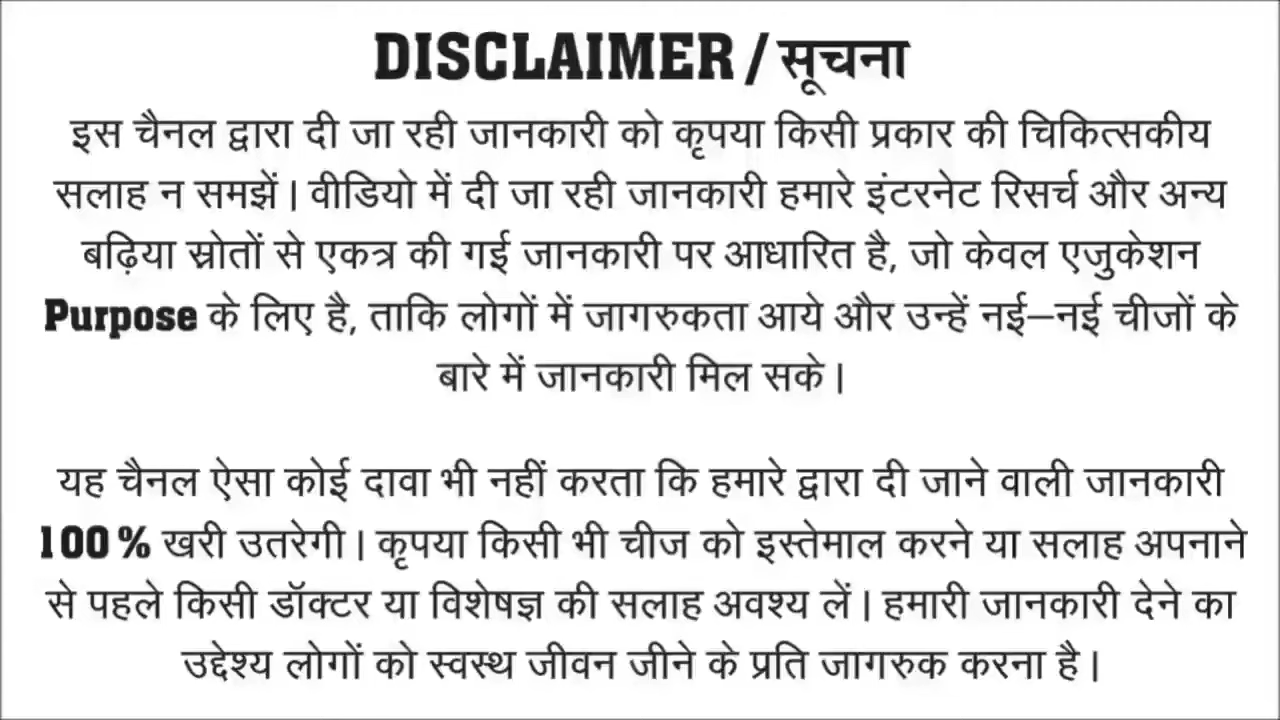 DISCLAIMER / सूचना
इस चैनल द्वारा दी जा रही जानकारी को कृपया किसी प्रकार की चिकित्सकीय
सलाह न समझें। वीडियो में दी जा रही जानकारी हमारे इंटरनेट रिसर्च और अन्य
बढ़िया स्रोतों से एकत्र की गई जानकारी पर आधारित है, जो केवल एजुकेशन
Purpose के लिए है, ताकि लोगों में जागरुकता आये और उन्हें नई–नई चीजों के
बारे में जानकारी मिल सके।
यह चैनल ऐसा कोई दावा भी नहीं करता कि हमारे द्वारा दी जाने वाली जानकारी
100% खरी उतरेगी। कृपया किसी भी चीज को इस्तेमाल करने या सलाह अपनाने
से पहले किसी डॉक्टर या विशेषज्ञ की सलाह अवश्य लें। हमारी जानकारी देने का
उद्देश्य लोगों को स्वस्थ जीवन जीने के प्रति जागरुक करना है।